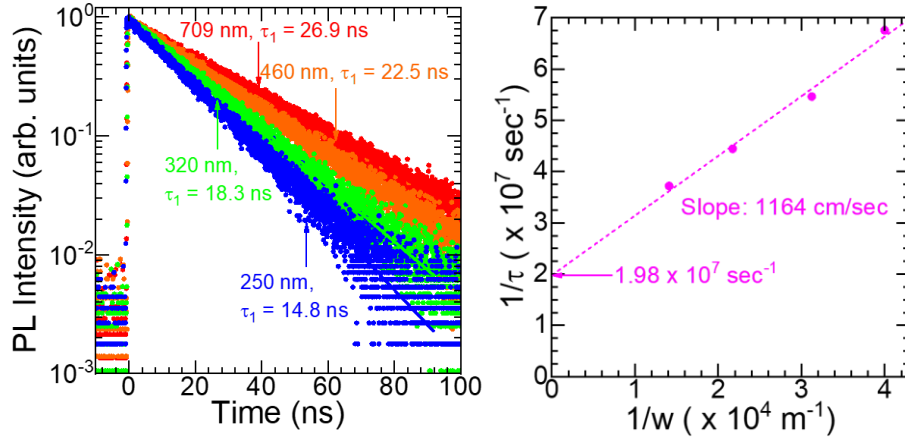 PL Intensity (arb. units)
10⁰
10⁻¹
10⁻²
10⁻³
709 nm, τ₁ = 26.9 ns
460 nm, τ₁ = 22.5 ns
320 nm,
τ₁ = 18.3 ns
250 nm,
τ₁ = 14.8 ns
0 20 40 60 80 100
Time (ns)
1/τ ( x 10⁷ sec⁻¹)
7
6
5
4
3
2
1
0
Slope: 1164 cm/sec
1.98 x 10⁷ sec⁻¹
0 1 2 3 4
1/w ( x 10⁴ m⁻¹)